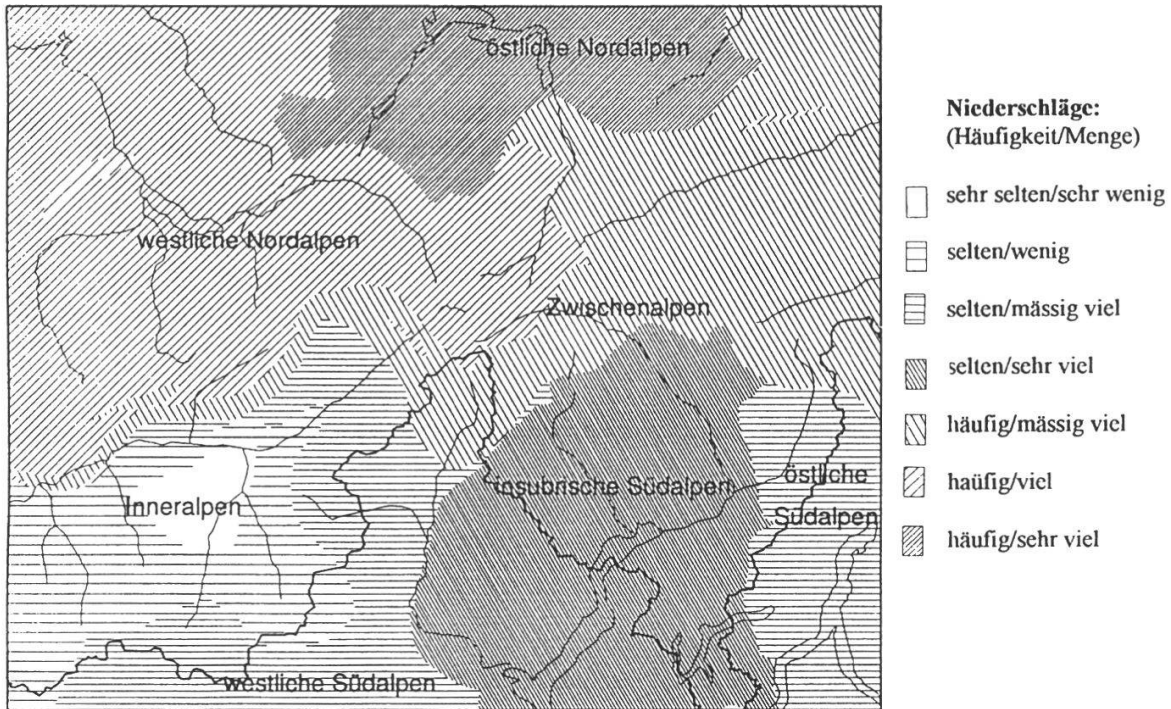 östliche Nordalpen
westliche Nordalpen
Zwischenalpen
insubrische Südalpen
östliche
Südalpen
Inneralpen
westliche Südalpen
Niederschläge:
(Häufigkeit/Menge)
sehr selten/sehr wenig
selten/wenig
selten/mässig viel
selten/sehr viel
häufig/mässig viel
haüfig/viel
häufig/sehr viel